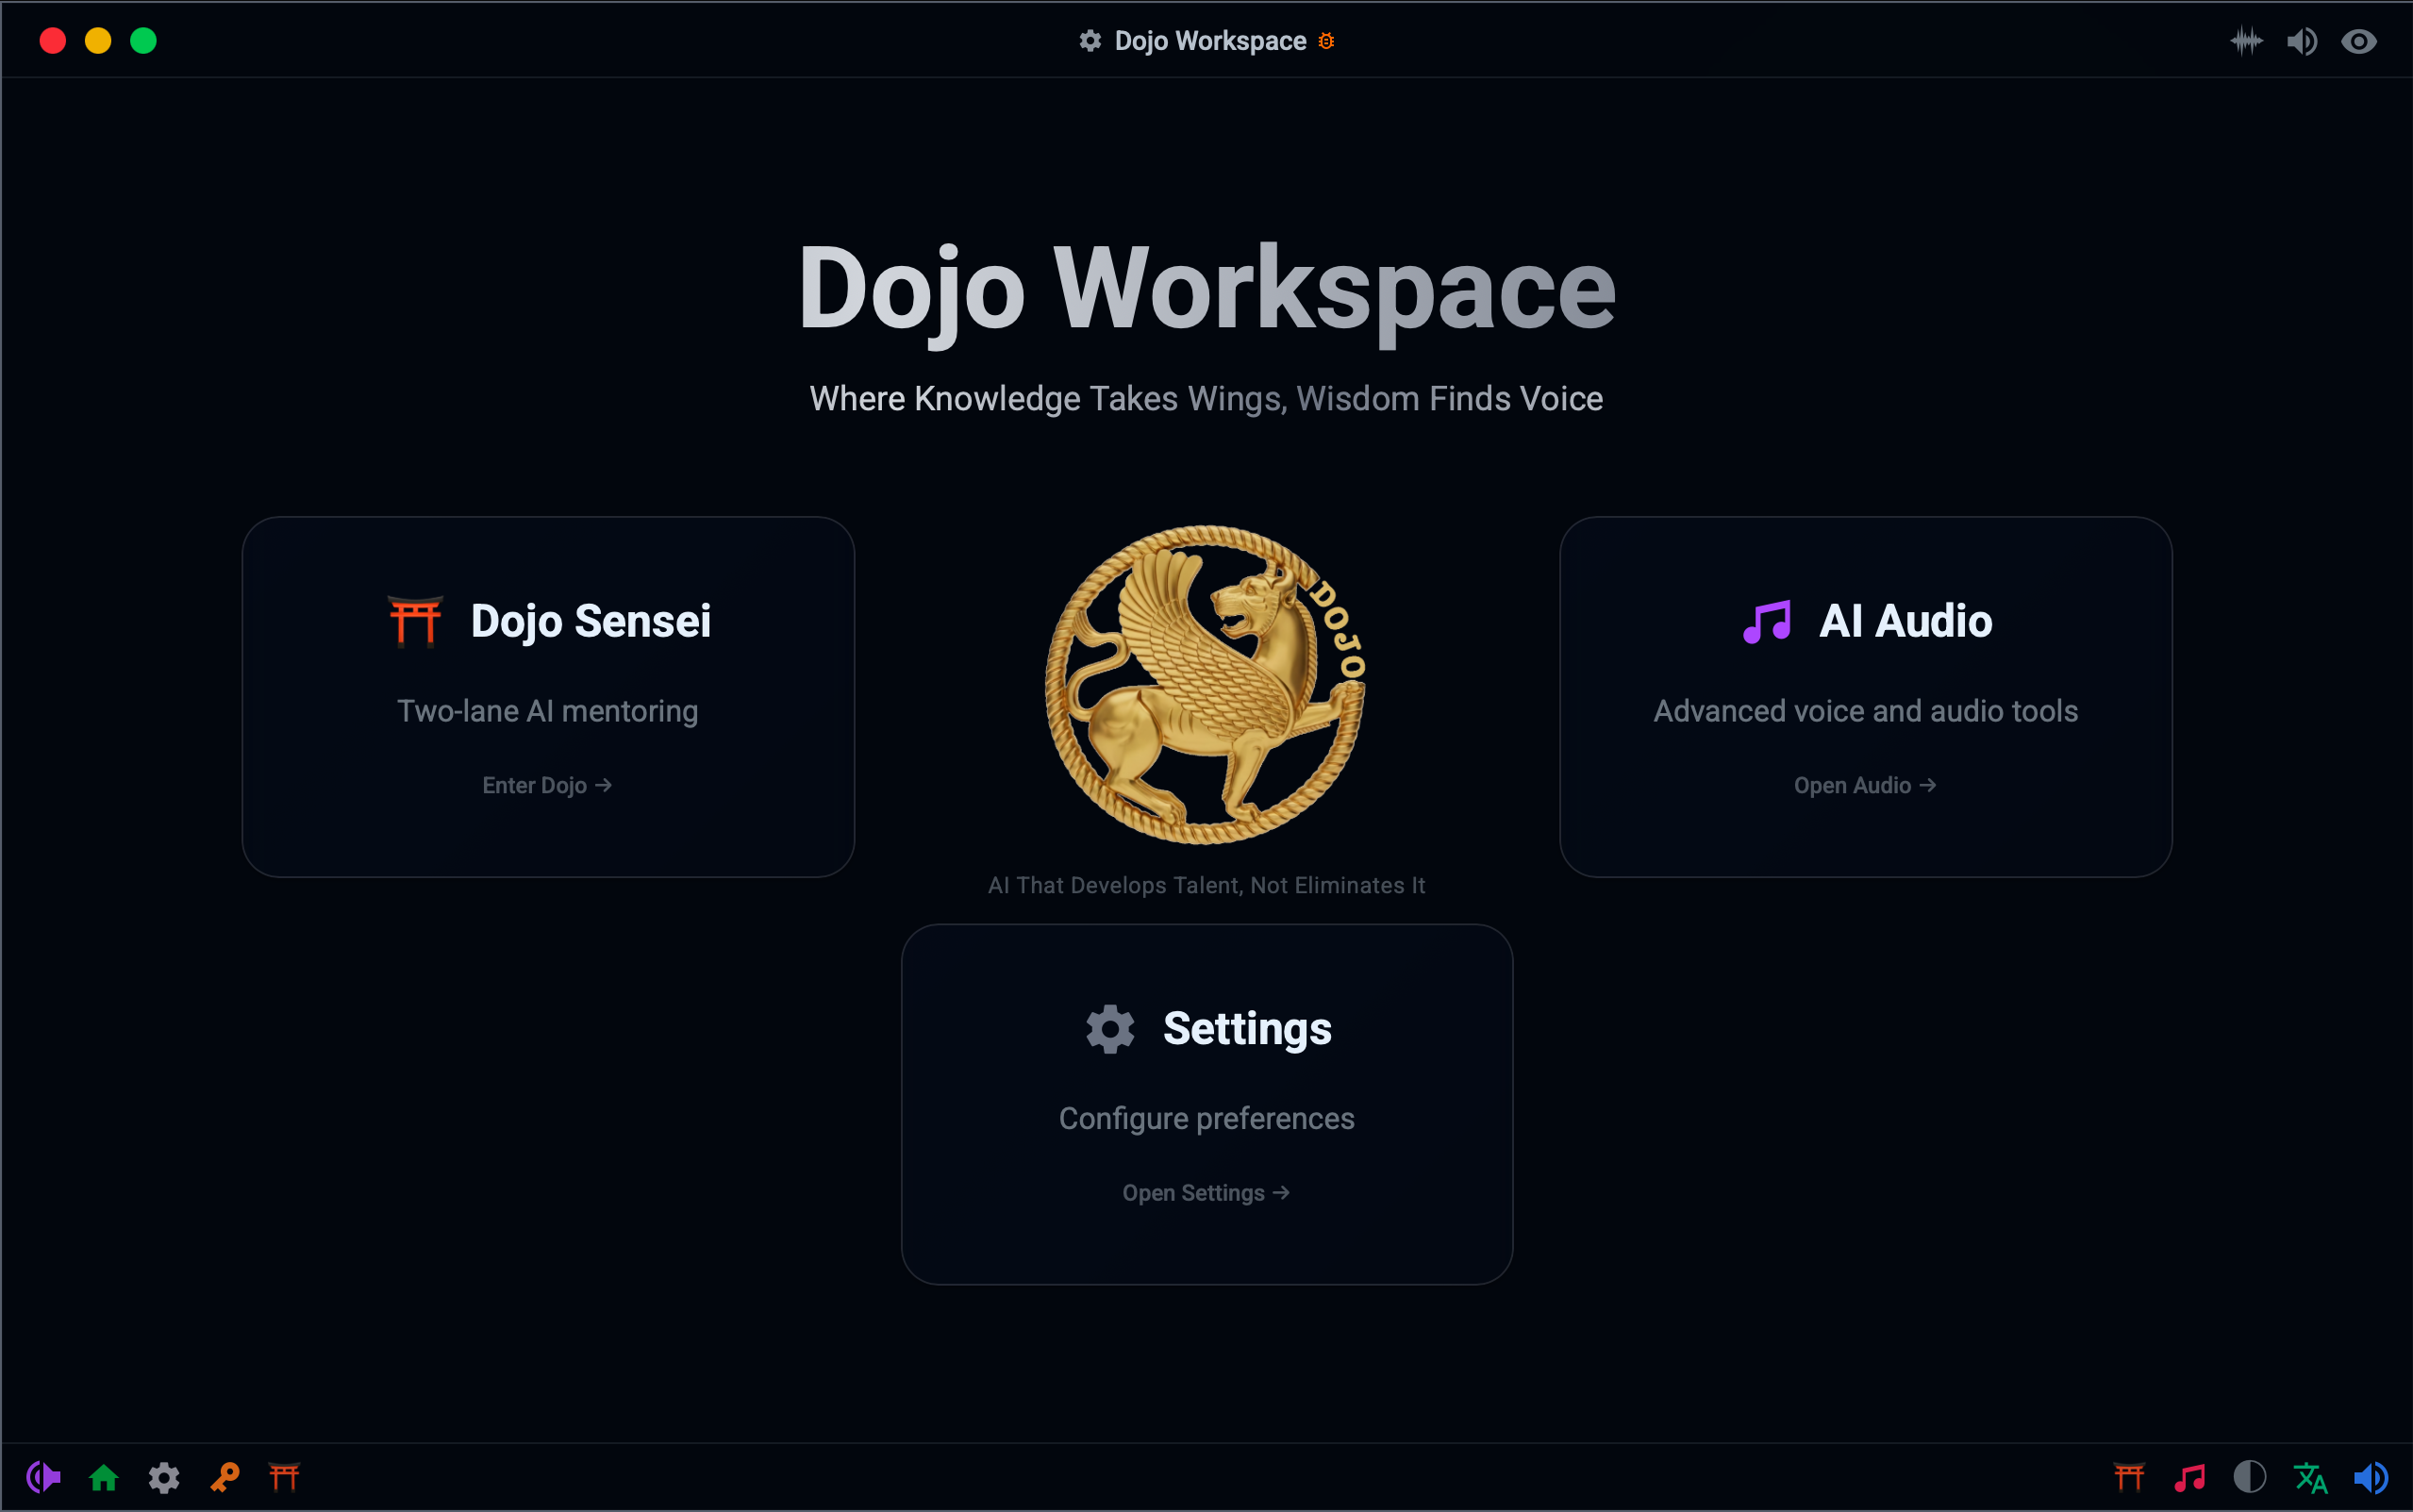 Dojo Workspace
Dojo Workspace
Where Knowledge Takes Wings, Wisdom Finds Voice
Dojo Sensei
Two-lane AI mentoring
Enter Dojo →
DOJO
AI That Develops Talent, Not Eliminates It
AI Audio
Advanced voice and audio tools
Open Audio →
Settings
Configure preferences
Open Settings →